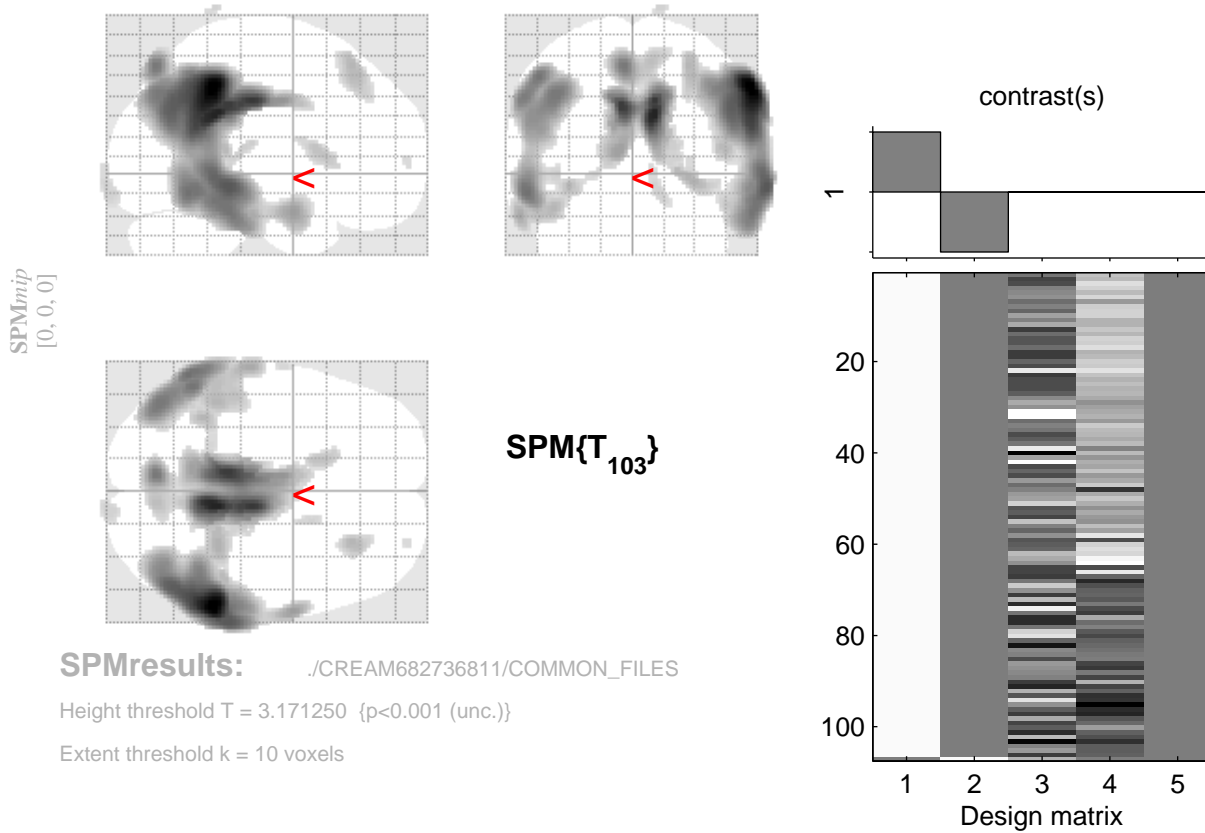 SPMmip
[0, 0, 0]
<
<
<
SPM{T103}
SPMresults: ./CREAM682736811/COMMON_FILES
Height threshold T = 3.171250 {p<0.001 (unc.)}
Extent threshold k = 10 voxels
contrast(s)
1
20
40
60
80
100
1 2 3 4 5
Design matrix